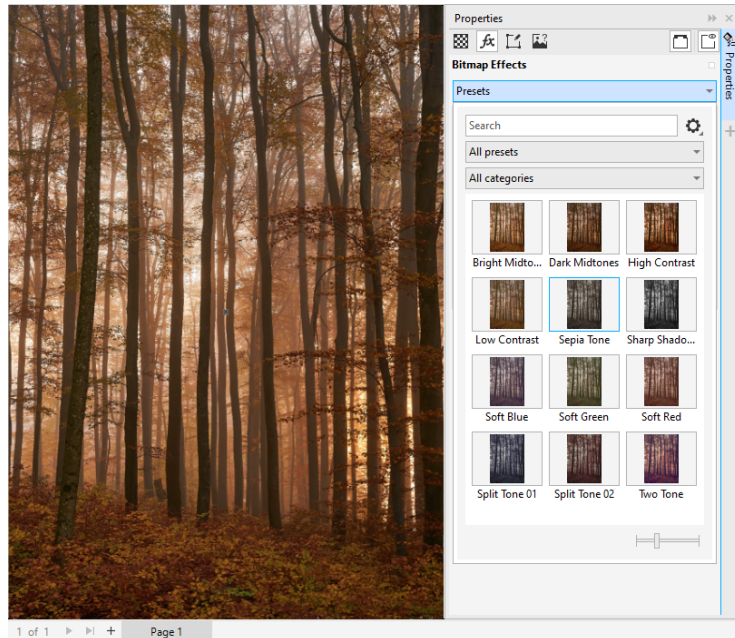 Properties
Bitmap Effects
Properties
Presets
Search
All presets
All categories
Bright Midto... Dark Midtones High Contrast
Low Contrast Sepia Tone Sharp Shado...
Soft Blue Soft Green Soft Red
Split Tone 01 Split Tone 02 Two Tone
1 of 1 Page 1